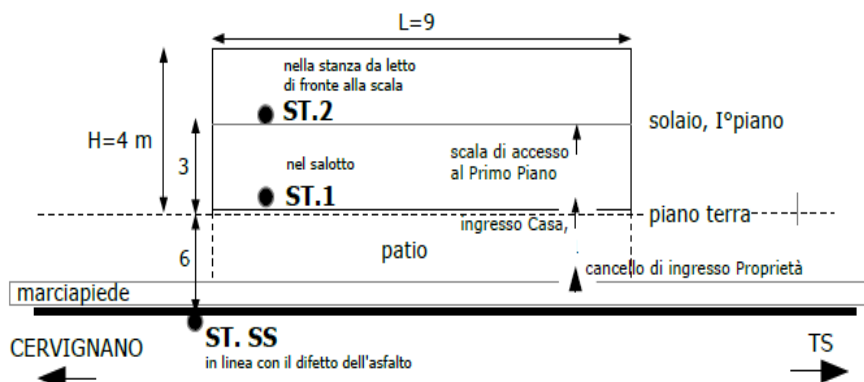 L=9
nella stanza da letto
di fronte alla scala
ST.2
solaio, I°piano
H=4 m
3
scala di accesso
al Primo Piano
nel salotto
ST.1
piano terra
ingresso Casa,
6
patio
cancello di ingresso Proprietà
marciapiede
ST. SS
CERVIGNANO
TS
in linea con il difetto dell'asfalto